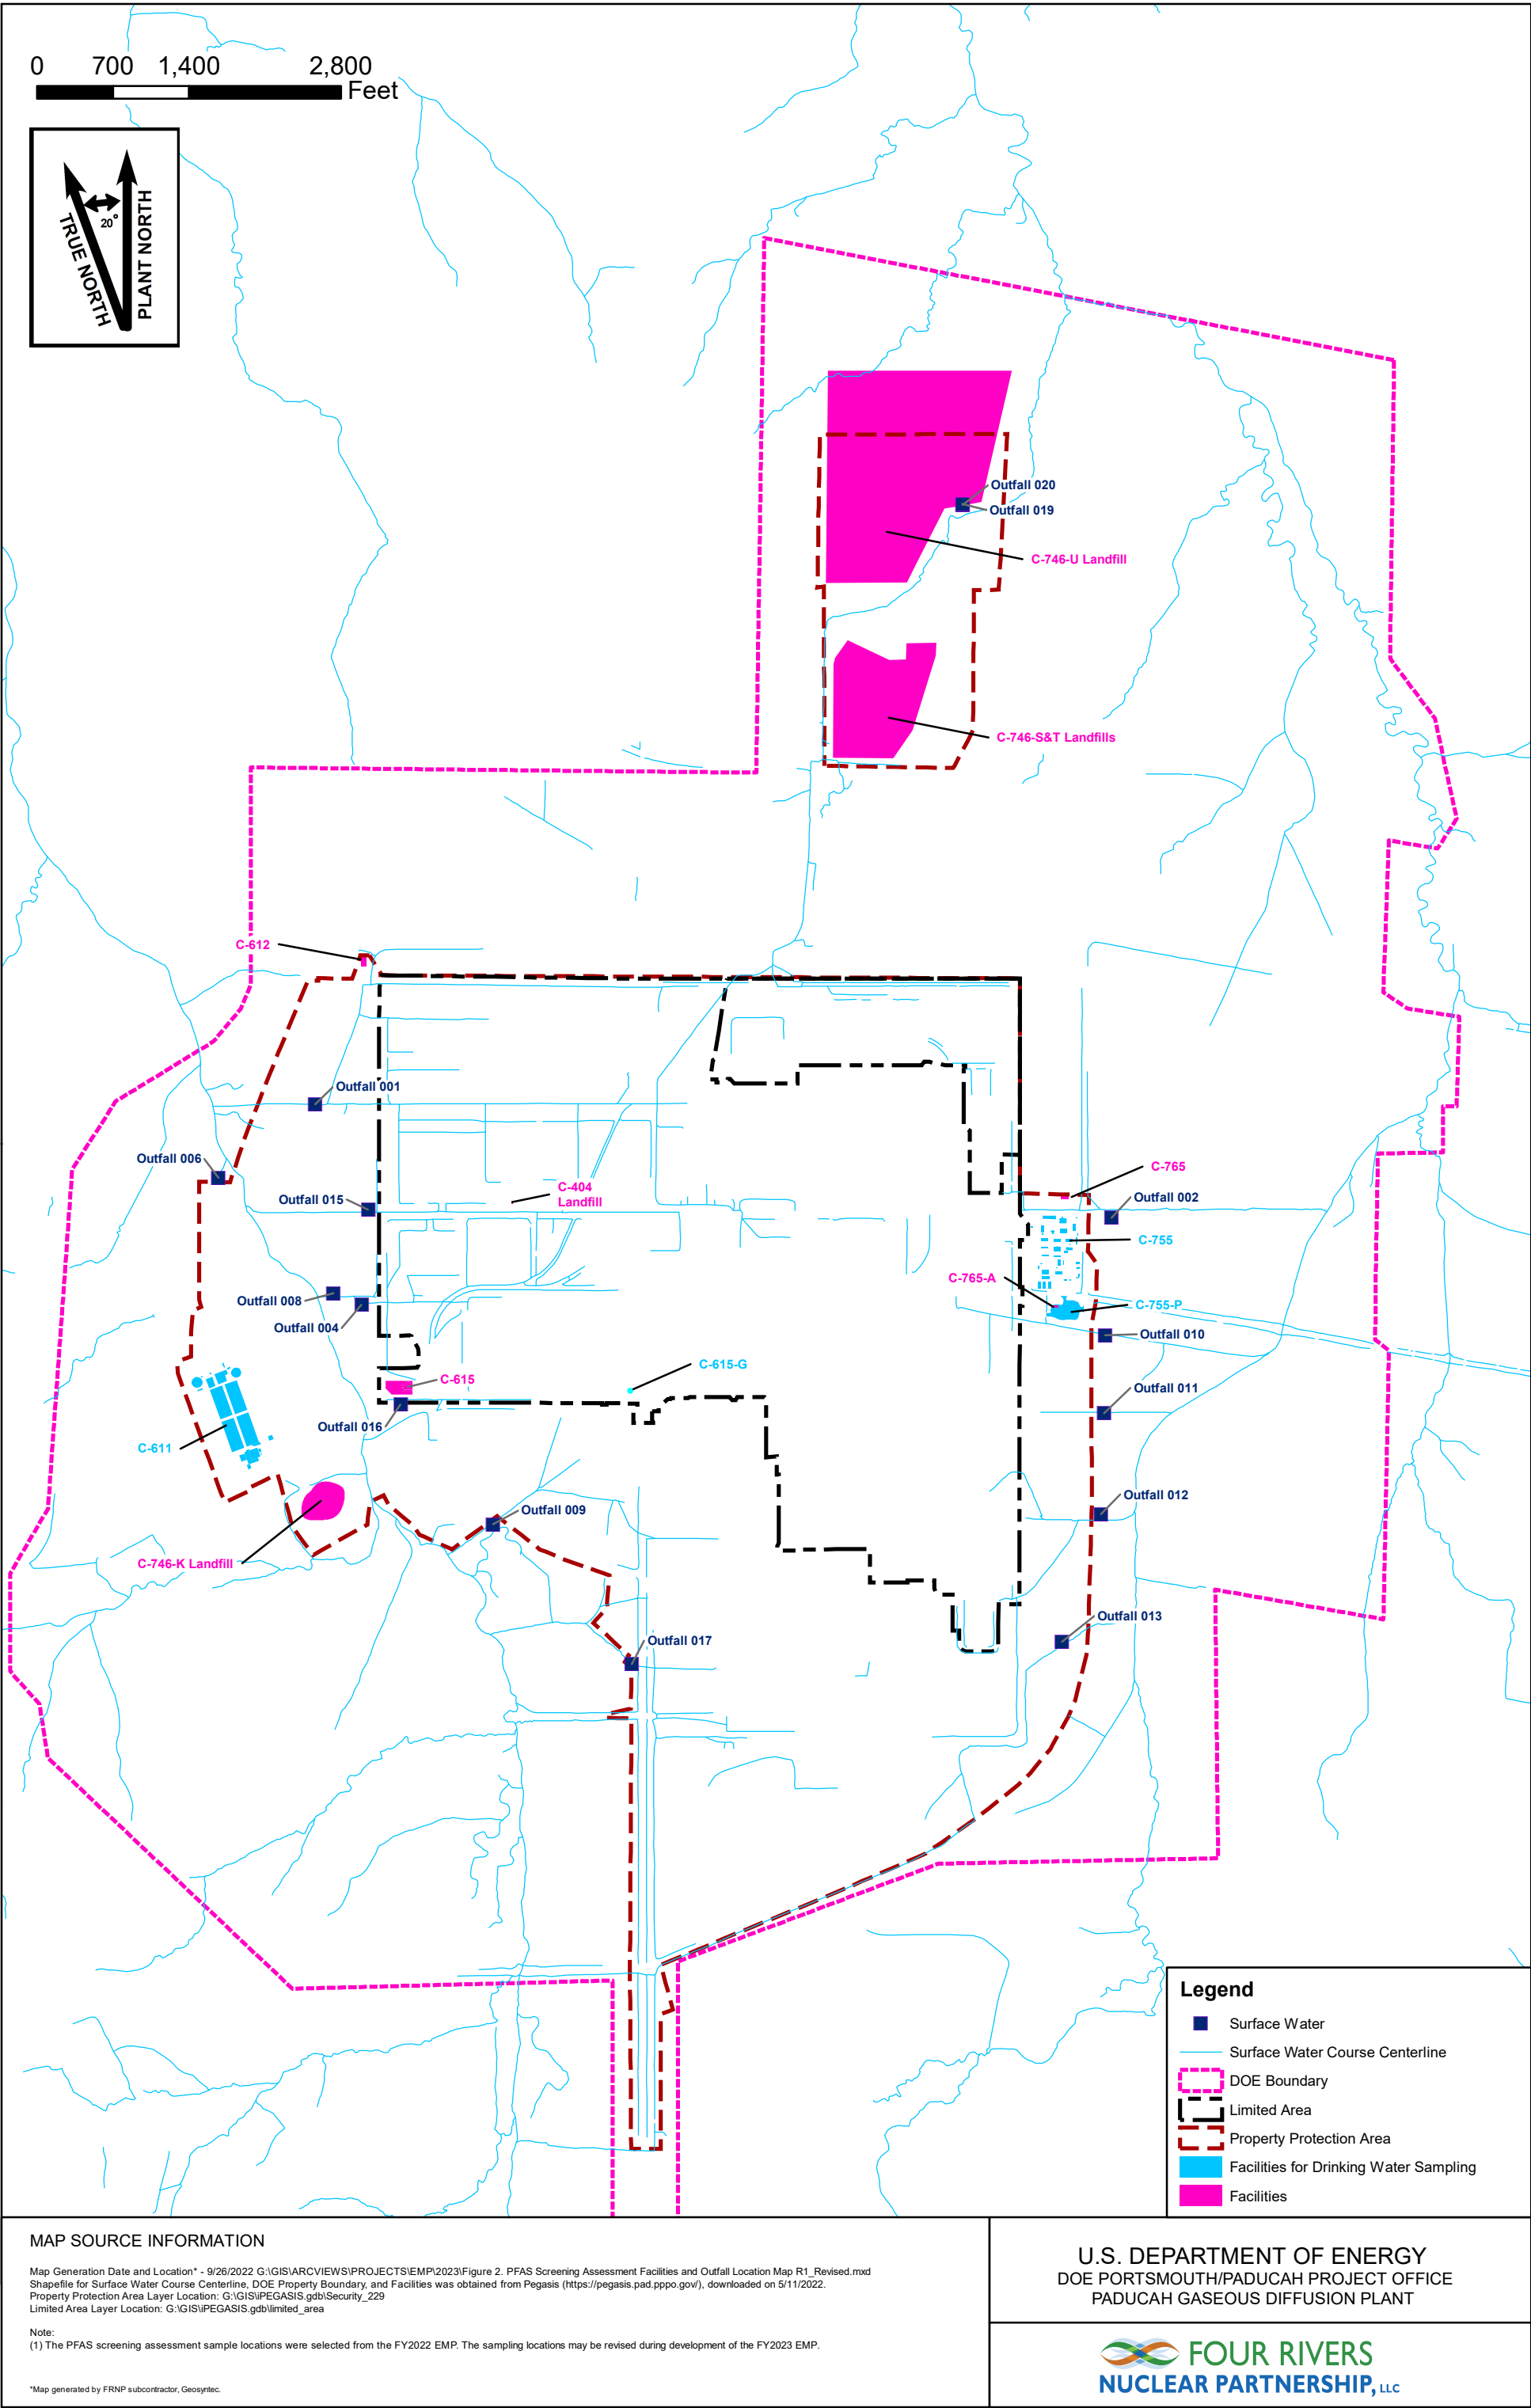 0 700 1,400 2,800
Feet
20°
TRUE NORTH
PLANT NORTH
Outfall 020
Outfall 019
C-746-U Landfill
C-746-S&T Landfills
C-612
Outfall 001
Outfall 006
C-765
C-404
Landfill
Outfall 015
Outfall 002
C-755
C-765-A
Outfall 008
C-755-P
Outfall 004
Outfall 010
C-615-G
C-615
Outfall 011
Outfall 016
C-611
Outfall 012
Outfall 009
C-746-K Landfill
Outfall 013
Outfall 017
Legend
Surface Water
Surface Water Course Centerline
DOE Boundary
Limited Area
Property Protection Area
Facilities for Drinking Water Sampling
Facilities
MAP SOURCE INFORMATION
Map Generation Date and Location* - 9/26/2022 G:\GIS\ARCVIEWS\PROJECTS\EMP\2023\Figure 2. PFAS Screening Assessment Facilities and Outfall Location Map R1_Revised.mxd
Shapefile for Surface Water Course Centerline, DOE Property Boundary, and Facilities was obtained from Pegasis (https://pegasis.pad.pppo.gov/), downloaded on 5/11/2022.
Property Protection Area Layer Location: G:\GIS\iPEGASIS.gdb\Security_229
Limited Area Layer Location: G:\GIS\iPEGASIS.gdb\limited_area
Note:
(1) The PFAS screening assessment sample locations were selected from the FY2022 EMP. The sampling locations may be revised during development of the FY2023 EMP.
*Map generated by FRNP subcontractor, Geosyntec.
U.S. DEPARTMENT OF ENERGY
DOE PORTSMOUTH/PADUCAH PROJECT OFFICE
PADUCAH GASEOUS DIFFUSION PLANT
FOUR RIVERS
NUCLEAR PARTNERSHIP, LLC